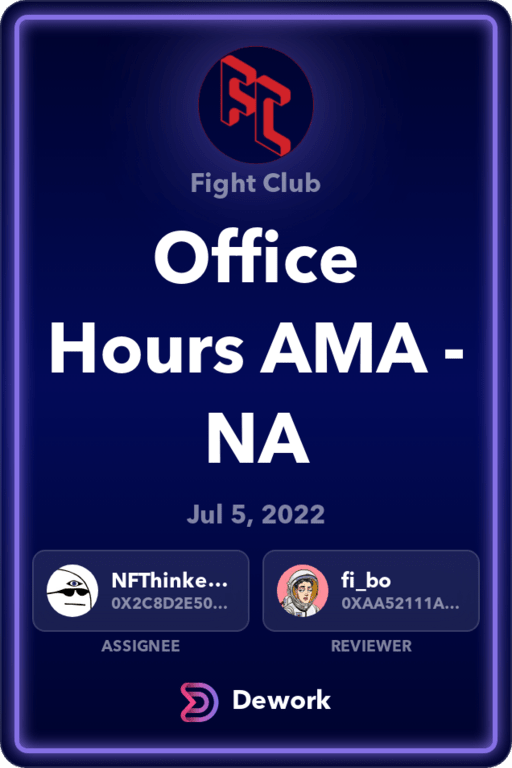 FC
Fight Club
Office
Hours AMA -
NA
Jul 5, 2022
NFThinke...
0X2C8D2E50...
ASSIGNEE
fi_bo
0XAA52111A...
REVIEWER
Dework